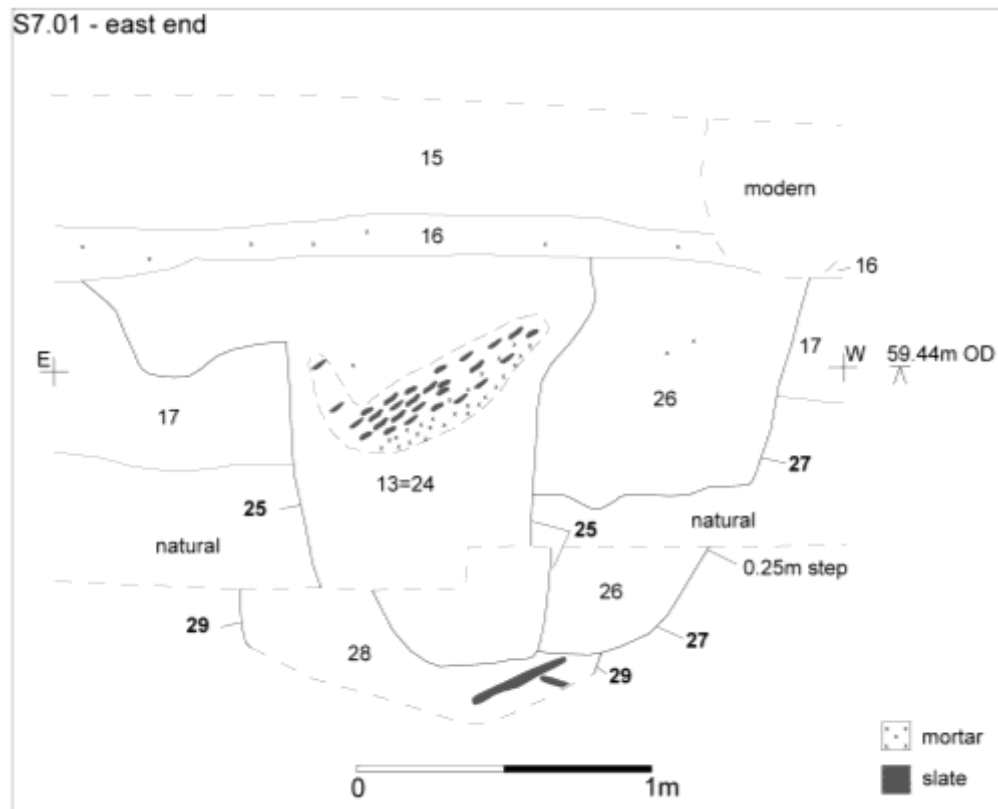 S7.01 - east end
15
modern
16
16
E
17
W
59.44m OD
17
26
13=24
27
25
natural
25
natural
0.25m step
26
29
27
28
29
mortar
slate
0
1m